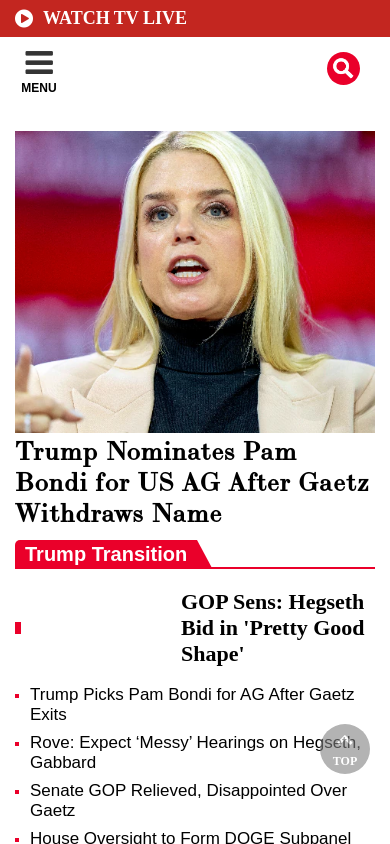 WATCH TV LIVE
MENU
Trump Nominates Pam
Bondi for US AG After Gaetz
Withdraws Name
Trump Transition
GOP Sens: Hegseth
Bid in 'Pretty Good
Shape'
Trump Picks Pam Bondi for AG After Gaetz
Exits
Rove: Expect ‘Messy’ Hearings on Hegseth,
Gabbard
TOP
Senate GOP Relieved, Disappointed Over
Gaetz
House Oversight to Form DOGE Subpanel